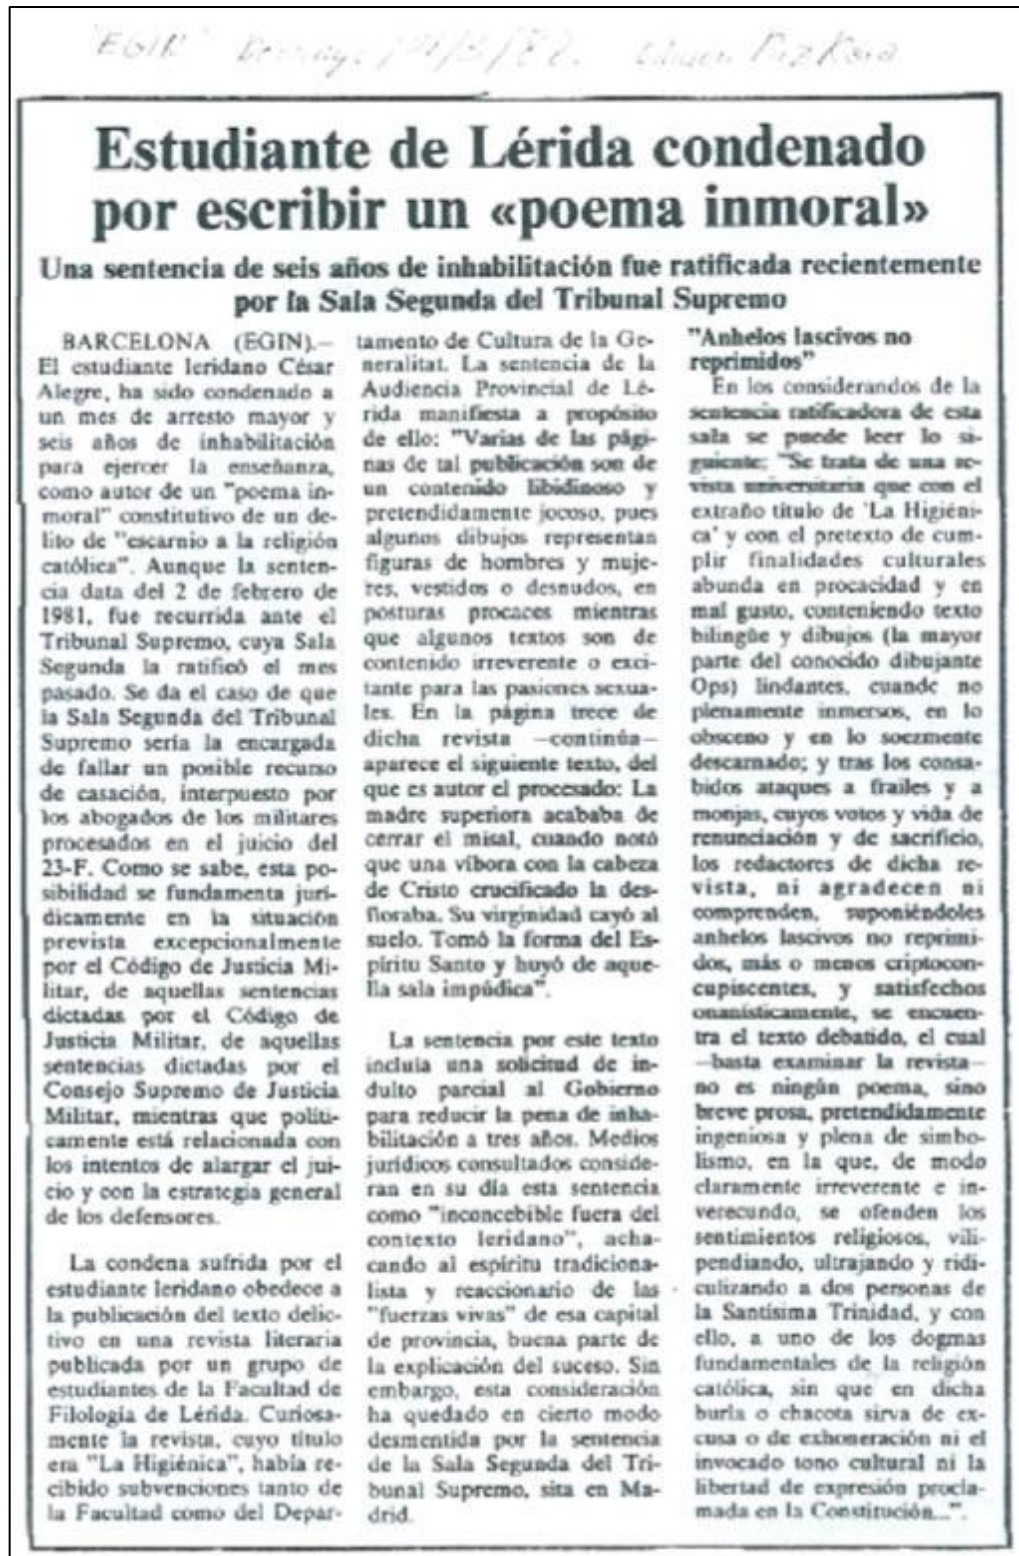 "EGIN"
Estudiante de Lérida condenado
por escribir un «poema inmoral»
Una sentencia de seis años de inhabilitación fue ratificada recientemente
por la Sala Segunda del Tribunal Supremo
BARCELONA (EGIN).—
El estudiante leridano César
Alegre, ha sido condenado a
un mes de arresto mayor y
seis años de inhabilitación
para ejercer la enseñanza,
como autor de un "poema in-
moral" constitutivo de un de-
lito de "escarnio a la religión
católica". Aunque la senten-
cia data del 2 de febrero de
1981, fue recurrida ante el
Tribunal Supremo, cuya Sala
Segunda la ratificó el mes
pasado. Se da el caso de que
la Sala Segunda del Tribunal
Supremo sería la encargada
de fallar un posible recurso
de casación, interpuesto por
los abogados de los militares
procesados en el juicio del
23-F. Como se sabe, esta po-
sibilidad se fundamenta jurí-
dicamente en la situación
prevista excepcionalmente
por el Código de Justicia Mi-
litar, de aquellas sentencias
dictadas por el Código de
Justicia Militar, de aquellas
sentencias dictadas por el
Consejo Supremo de Justicia
Militar, mientras que políti-
camente está relacionada con
los intentos de alargar el jui-
cio y con la estrategia general
de los defensores.
La condena sufrida por el
estudiante leridano obedece a
la publicación del texto delic-
tivo en una revista literaria
publicada por un grupo de
estudiantes de la Facultad de
Filología de Lérida. Curiosa-
mente la revista, cuyo título
era "La Higiénica", había re-
cibido subvenciones tanto de
la Facultad como del Depar-
tamento de Cultura de la Ge-
neralitat. La sentencia de la
Audiencia Provincial de Lé-
rida manifiesta a propósito
de ello: "Varias de las pági-
nas de tal publicación son de
un contenido libidinoso y
pretendidamente jocoso, pues
algunos dibujos representan
figuras de hombres y muje-
res, vestidos o desnudos, en
posturas procaces mientras
que algunos textos son de
contenido irreverente o exci-
tante para las pasiones sexua-
les. En la página trece de
dicha revista —continúa—
aparece el siguiente texto, del
que es autor el procesado: La
madre superiora acababa de
cerrar el misal, cuando notó
que una víbora con la cabeza
de Cristo crucificado la des-
floraba. Su virginidad cayó al
suelo. Tomó la forma del Es-
píritu Santo y huyó de aque-
lla sala impúdica".
La sentencia por este texto
incluía una solicitud de in-
dulto parcial al Gobierno
para reducir la pena de inha-
bilitación a tres años. Medios
jurídicos consultados conside-
ran en su día esta sentencia
como "inconcebible fuera del
contexto leridano", acha-
cando al espíritu tradiciona-
lista y reaccionario de las
"fuerzas vivas" de esa capital
de provincia, buena parte de
la explicación del suceso. Sin
embargo, esta consideración
ha quedado en cierto modo
desmentida por la sentencia
de la Sala Segunda del Tri-
bunal Supremo, sita en Ma-
drid.
"Anhelos lascivos no
reprimidos"
En los considerandos de la
sentencia ratificadora de esta
sala se puede leer lo si-
guiente: "Se trata de una re-
vista universitaria que con el
extraño título de 'La Higiéni-
ca' y con el pretexto de cum-
plir finalidades culturales
abunda en procacidad y en
mal gusto, conteniendo texto
bilingüe y dibujos (la mayor
parte del conocido dibujante
Ops) lindantes, cuande no
plenamente inmersos, en lo
obsceno y en lo soezmente
descarnado; y tras los consa-
bidos ataques a frailes y a
monjas, cuyos votos y vida de
renunciación y de sacrificio,
los redactores de dicha re-
vista, ni agradecen ni
comprenden, suponiéndoles
anhelos lascivos no reprimi-
dos, más o menos criptocon-
cupiscentes, y satisfechos
onanísticamente, se encuen-
tra el texto debatido, el cual
—basta examinar la revista—
no es ningún poema, sino
breve prosa, pretendidamente
ingeniosa y plena de simbo-
lismo, en la que, de modo
claramente irreverente e in-
verecundo, se ofenden los
sentimientos religiosos, vili-
pendiando, ultrajando y ridi-
culizando a dos personas de
la Santísima Trinidad, y con
ello, a uno de los dogmas
fundamentales de la religión
católica, sin que en dicha
burla o chacota sirva de ex-
cusa o de exhoneración ni el
invocado tono cultural ni la
libertad de expresión procla-
mada en la Constitución...".